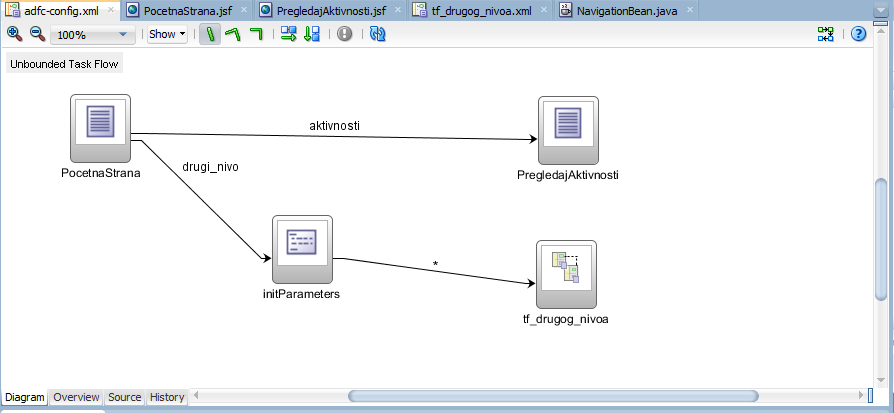 adfc-config.xml PocetnaStrana.jsf PregledajAktivnosti.jsf tf_drugog_nivoa.xml NavigationBean.java
100% Show
Unbounded Task Flow
aktivnosti
drugi_nivo
PocetnaStrana
PregledajAktivnosti
*
initParameters
tf_drugog_nivoa
Diagram Overview Source History